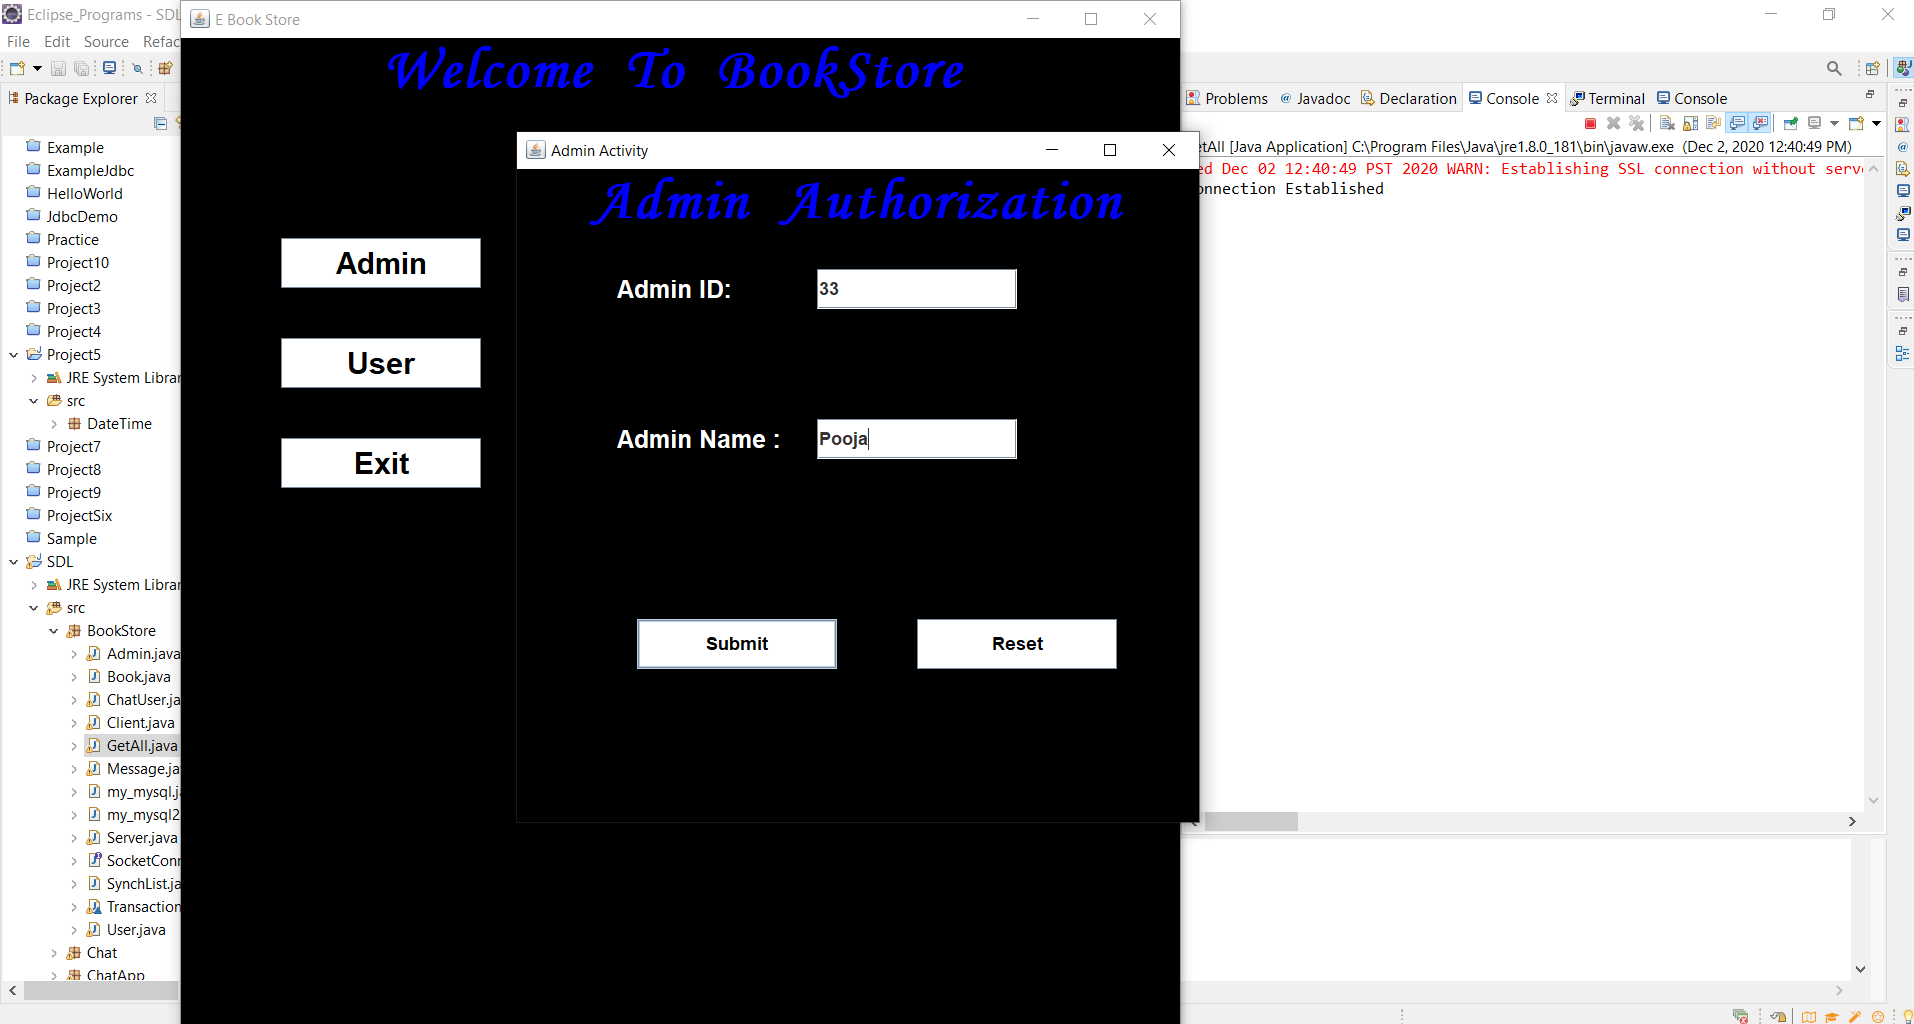 Eclipse_Programs - SDL
File Edit Source Refac
Package Explorer
Example
ExampleJdbc
HelloWorld
JdbcDemo
Practice
Project10
Project2
Project3
Project4
Project5
JRE System Librar
src
DateTime
Project7
Project8
Project9
ProjectSix
Sample
SDL
JRE System Librar
src
BookStore
Admin.java
Book.java
ChatUser.ja
Client.java
GetAll.java
Message.ja
my_mysql.j
my_mysql2
Server.java
SocketConn
SynchList.ja
Transaction
User.java
Chat
ChatApp
E Book Store
Welcome To BookStore
Admin
User
Exit
Admin Activity
Admin Authorization
Admin ID: 33
Admin Name : Pooja
Submit Reset
Problems Javadoc Declaration Console Terminal Console
etAll [Java Application] C:\Program Files\Java\jre1.8.0_181\bin\javaw.exe (Dec 2, 2020 12:40:49 PM)
ed Dec 02 12:40:49 PST 2020 WARN: Establishing SSL connection without serv
onnection Established